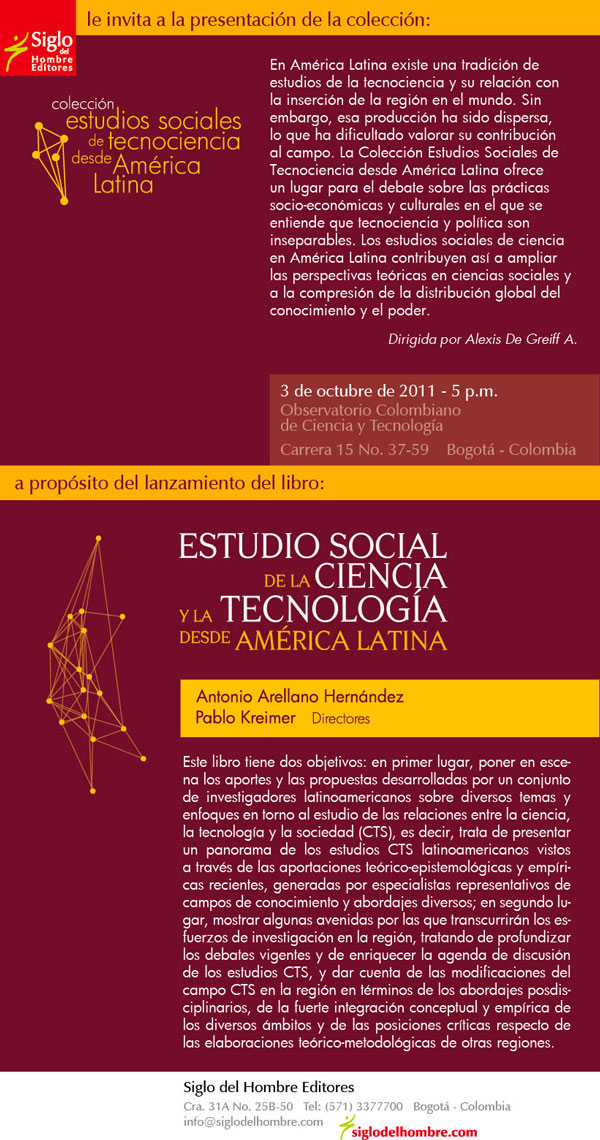 Siglo
del
Hombre
Editores
le invita a la presentación de la colección:
colección
estudios sociales
de tecnociencia
desde América
Latina
En América Latina existe una tradición de
estudios de la tecnociencia y su relación con
la inserción de la región en el mundo. Sin
embargo, esa producción ha sido dispersa,
lo que ha dificultado valorar su contribución
al campo. La Colección Estudios Sociales de
Tecnociencia desde América Latina ofrece
un lugar para el debate sobre las prácticas
socio-económicas y culturales en el que se
entiende que tecnociencia y política son
inseparables. Los estudios sociales de ciencia
en América Latina contribuyen así a ampliar
las perspectivas teóricas en ciencias sociales y
a la compresión de la distribución global del
conocimiento y el poder.
Dirigida por Alexis De Greiff A.
3 de octubre de 2011 - 5 p.m.
Observatorio Colombiano
de Ciencia y Tecnología
Carrera 15 No. 37-59 Bogotá - Colombia
a propósito del lanzamiento del libro:
ESTUDIO SOCIAL
DE LA CIENCIA
Y LA TECNOLOGÍA
DESDE AMÉRICA LATINA
Antonio Arellano Hernández
Pablo Kreimer Directores
Este libro tiene dos objetivos: en primer lugar, poner en esce-
na los aportes y las propuestas desarrolladas por un conjunto
de investigadores latinoamericanos sobre diversos temas y
enfoques en torno al estudio de las relaciones entre la ciencia,
la tecnología y la sociedad (CTS), es decir, trata de presentar
un panorama de los estudios CTS latinoamericanos vistos
a través de las aportaciones teórico-epistemológicas y empíri-
cas recientes, generadas por especialistas representativos de
campos de conocimiento y abordajes diversos; en segundo lu-
gar, mostrar algunas avenidas por las que transcurrirán los es-
fuerzos de investigación en la región, tratando de profundizar
los debates vigentes y de enriquecer la agenda de discusión
de los estudios CTS, y dar cuenta de las modificaciones del
campo CTS en la región en términos de los abordajes posdis-
ciplinarios, de la fuerte integración conceptual y empírica de
los diversos ámbitos y de las posiciones críticas respecto de
las elaboraciones teórico-metodológicas de otras regiones.
Siglo del Hombre Editores
Cra. 31A No. 25B-50 Tel: (571) 3377700 Bogotá - Colombia
info@siglodelhombre.com
siglodelhombre.com